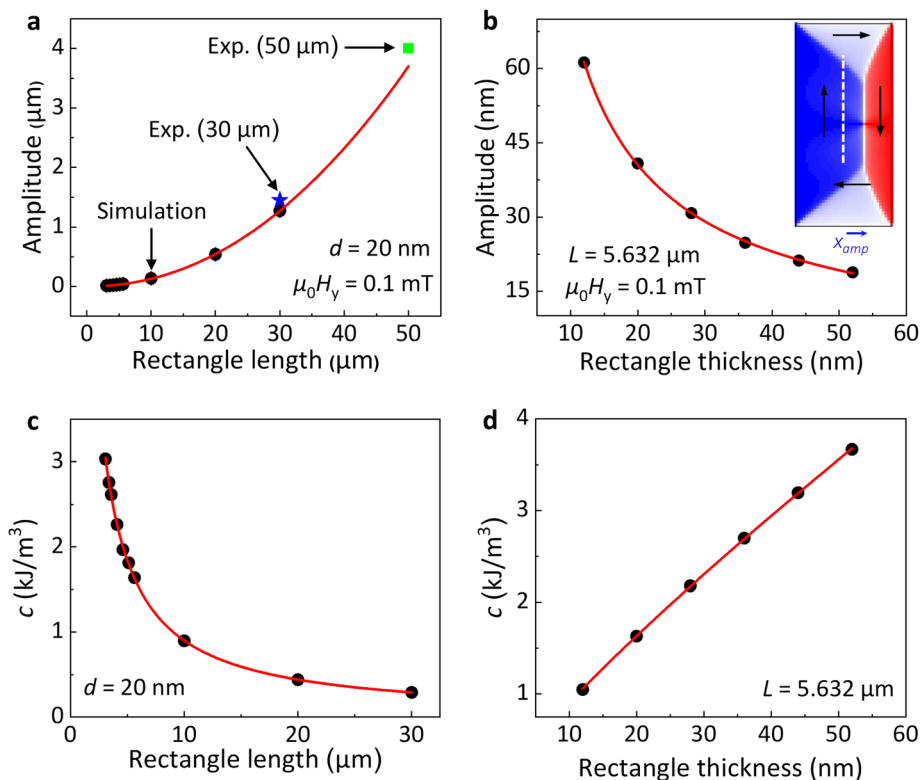 a
Amplitude (μm)
4
3
2
1
0
Exp. (50 μm)
Exp. (30 μm)
Simulation
d = 20 nm
μ₀Hy = 0.1 mT
0 10 20 30 40 50
Rectangle length (μm)
b
Amplitude (nm)
60
45
30
15
xamp
L = 5.632 μm
μ₀Hy = 0.1 mT
10 20 30 40 50 60
Rectangle thickness (nm)
c
c (kJ/m³)
3
2
1
0
d = 20 nm
0 10 20 30
Rectangle length (μm)
d
c (kJ/m³)
4
3
2
1
L = 5.632 μm
10 20 30 40 50 60
Rectangle thickness (nm)